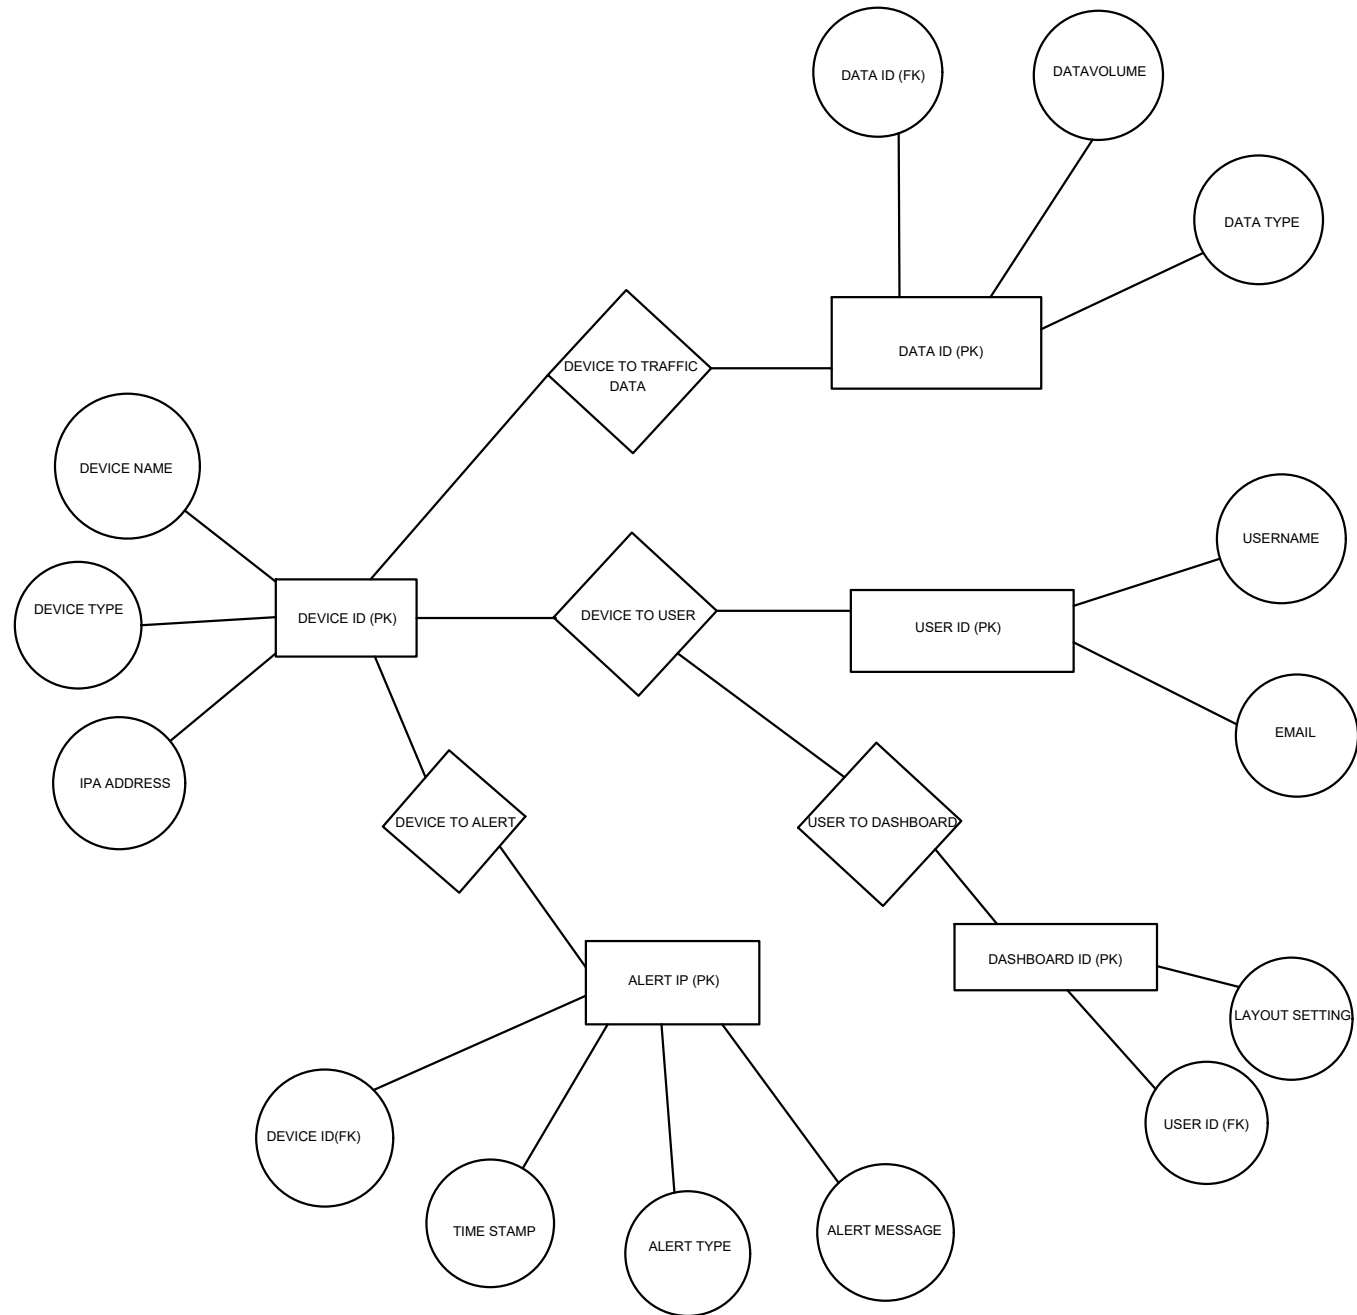 DATA ID (FK)
DATAVOLUME
DATA TYPE
DATA ID (PK)
DEVICE TO TRAFFIC
DATA
DEVICE NAME
DEVICE TYPE
DEVICE ID (PK)
IPA ADDRESS
DEVICE TO USER
USER ID (PK)
USERNAME
EMAIL
DEVICE TO ALERT
USER TO DASHBOARD
ALERT IP (PK)
DASHBOARD ID (PK)
LAYOUT SETTING
USER ID (FK)
DEVICE ID(FK)
TIME STAMP
ALERT TYPE
ALERT MESSAGE